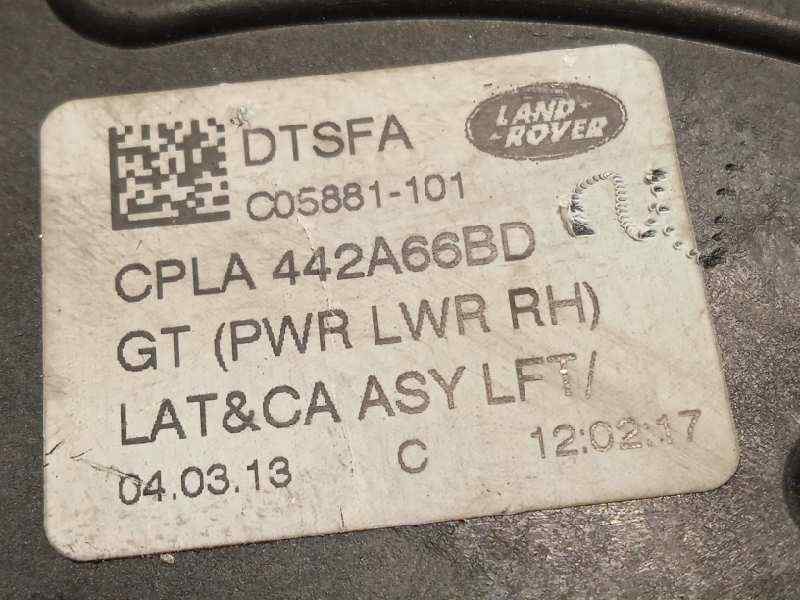 DTSFA
LAND
ROVER
C05881-101
CPLA 442A66BD
GT (PWR LWR RH)
LAT&CA ASY LFT/
04.03.13 C 12:02:17